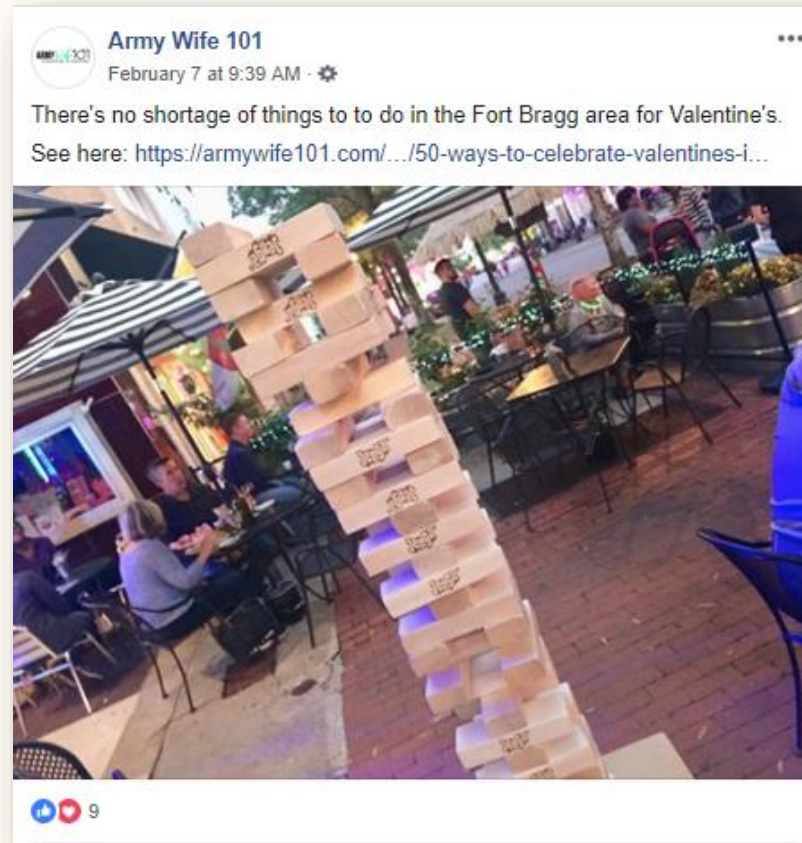 Army Wife 101
February 7 at 9:39 AM ·
There's no shortage of things to to do in the Fort Bragg area for Valentine's.
See here: https://armywife101.com/.../50-ways-to-celebrate-valentines-i...
9